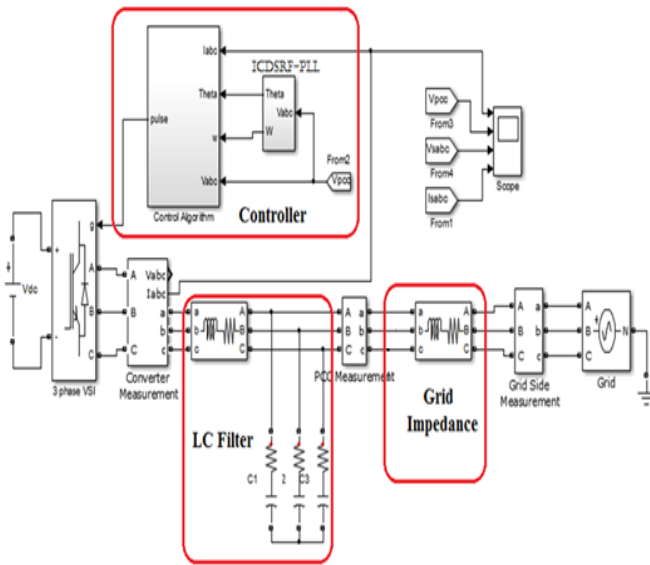 Iabc
ICDSRF-PLL
Theta
Theta
Vabc
pulse
w
W
Vabc
From2
Vpcc
Control Algorithm
Controller
Vpcc
From3
Vsabc
From4
Isabc
From1
Scope
Vdc
+
-
g
A
B
C
3 phase VSI
A
B
C
Vabc
Iabc
a
b
c
Converter
Measurement
a
b
c
A
B
C
LC Filter
C1
2
C3
A
B
C
a
b
c
PCC Measurement
a
b
c
A
B
C
Grid
Impedance
A
B
C
a
b
c
Grid Side
Measurement
A
B
C
N
Grid